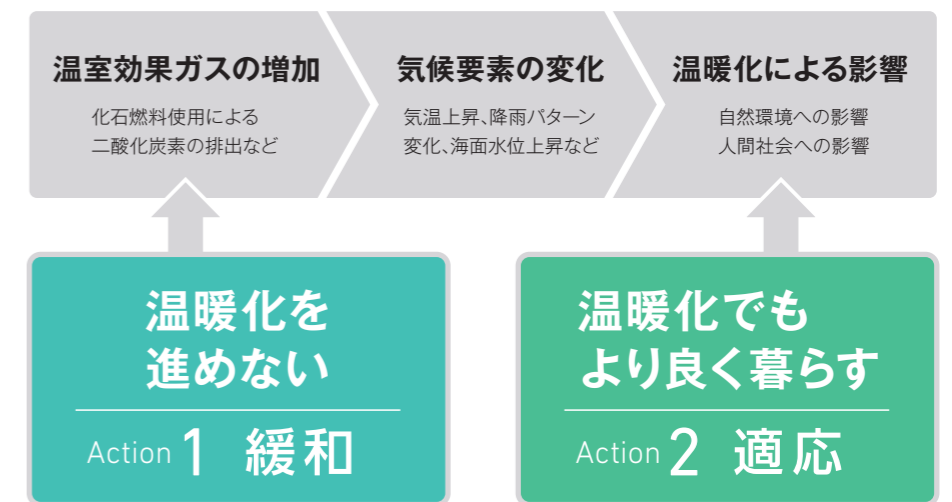 温室効果ガスの増加
化石燃料使用による
二酸化炭素の排出など
気候要素の変化
気温上昇、降雨パターン
変化、海面水位上昇など
温暖化による影響
自然環境への影響
人間社会への影響
温暖化を
進めない
Action 1 緩和
温暖化でも
より良く暮らす
Action 2 適応